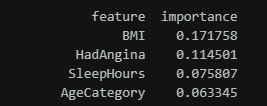 feature importance
BMI 0.171758
HadAngina 0.114501
SleepHours 0.075807
AgeCategory 0.063345